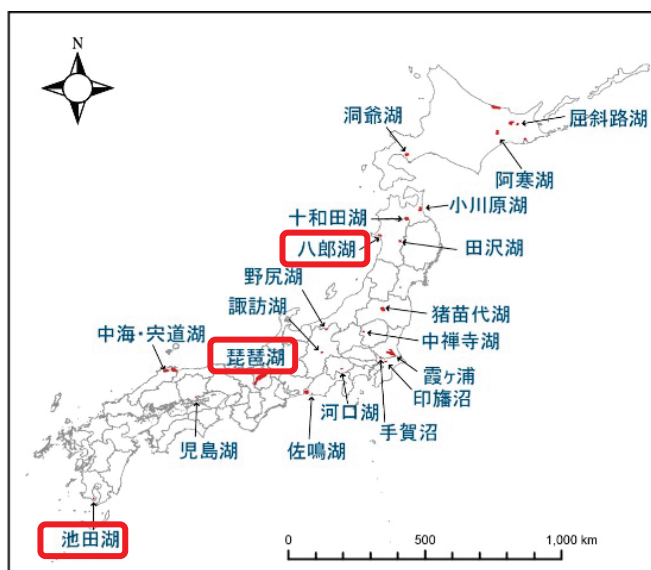 N
洞爺湖
屈斜路湖
阿寒湖
小川原湖
十和田湖
八郎湖
田沢湖
野尻湖
諏訪湖
猪苗代湖
中海・宍道湖
琵琶湖
中禅寺湖
霞ヶ浦
印旛沼
河口湖
手賀沼
児島湖
佐鳴湖
池田湖
0 500 1,000 km